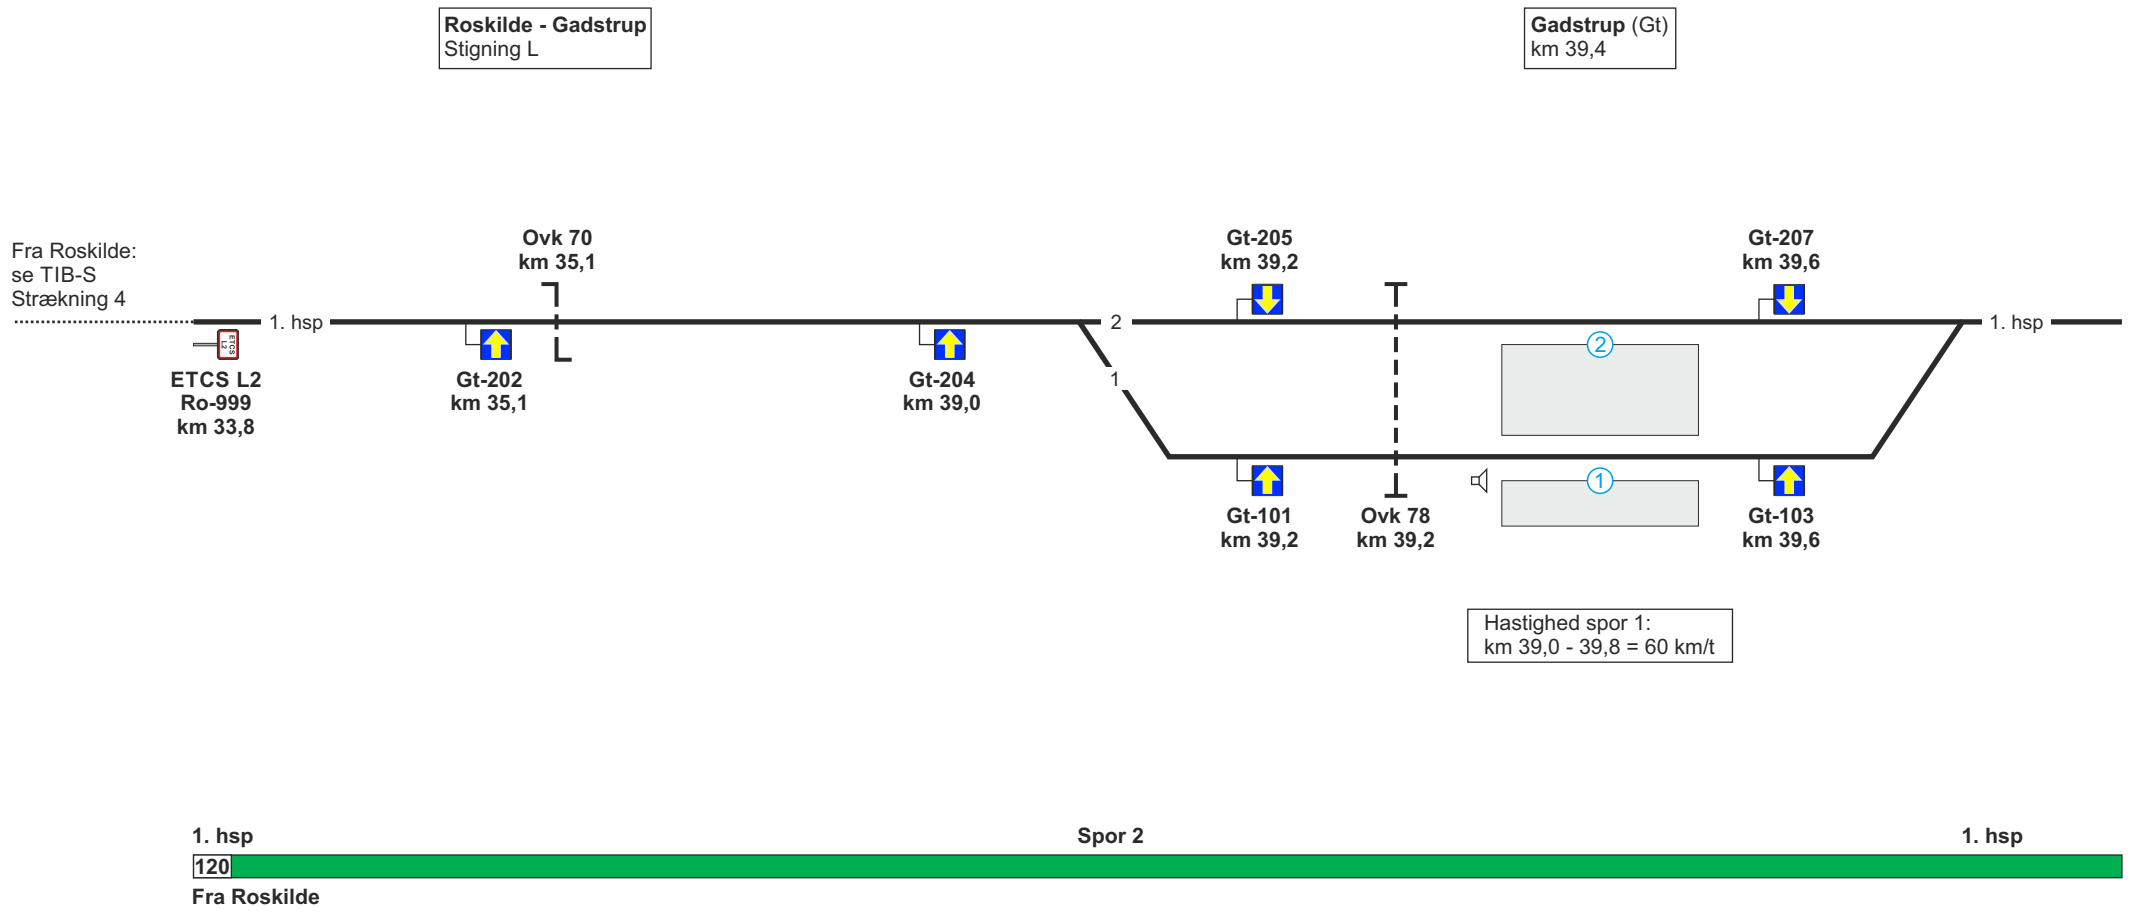 Roskilde - Gadstrup
Stigning L
Gadstrup (Gt)
km 39,4
Fra Roskilde:
se TIB-S
Strækning 4
Ovk 70
km 35,1
Gt-205
km 39,2
Gt-207
km 39,6
1. hsp
2
1. hsp
ETCS
L2
2
ETCS L2
Ro-999
km 33,8
Gt-202
km 35,1
Gt-204
km 39,0
1
1
Gt-101
km 39,2
Ovk 78
km 39,2
Gt-103
km 39,6
Hastighed spor 1:
km 39,0 - 39,8 = 60 km/t
1. hsp
Spor 2
1. hsp
120
Fra Roskilde